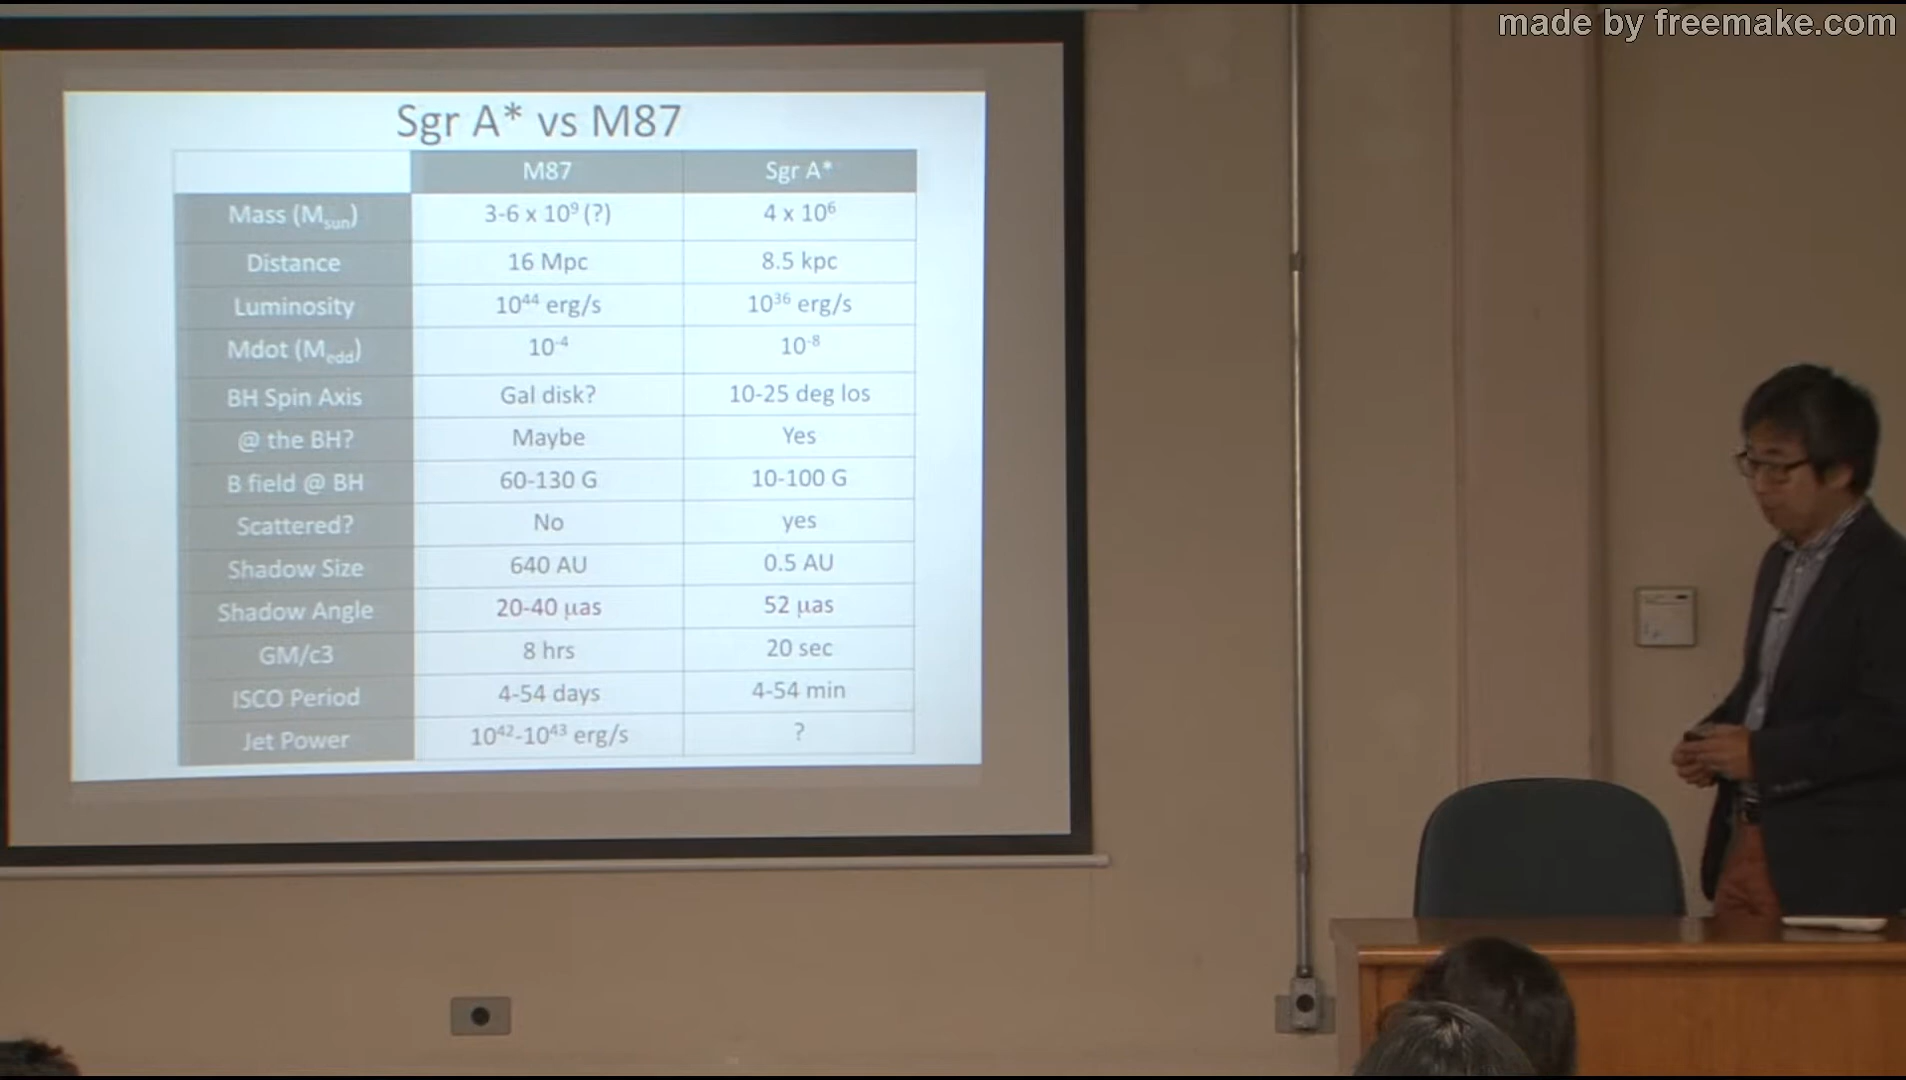 made by freemake.com
Sgr A* vs M87
M87 Sgr A*
Mass (Msun) 3-6 x 10⁹ (?) 4 x 10⁶
Distance 16 Mpc 8.5 kpc
Luminosity 10⁴⁴ erg/s 10³⁶ erg/s
Mdot (Medd) 10⁻⁴ 10⁻⁸
BH Spin Axis Gal disk? 10-25 deg los
@ the BH? Maybe Yes
B field @ BH 60-130 G 10-100 G
Scattered? No yes
Shadow Size 640 AU 0.5 AU
Shadow Angle 20-40 μas 52 μas
GM/c3 8 hrs 20 sec
ISCO Period 4-54 days 4-54 min
Jet Power 10⁴²-10⁴³ erg/s ?